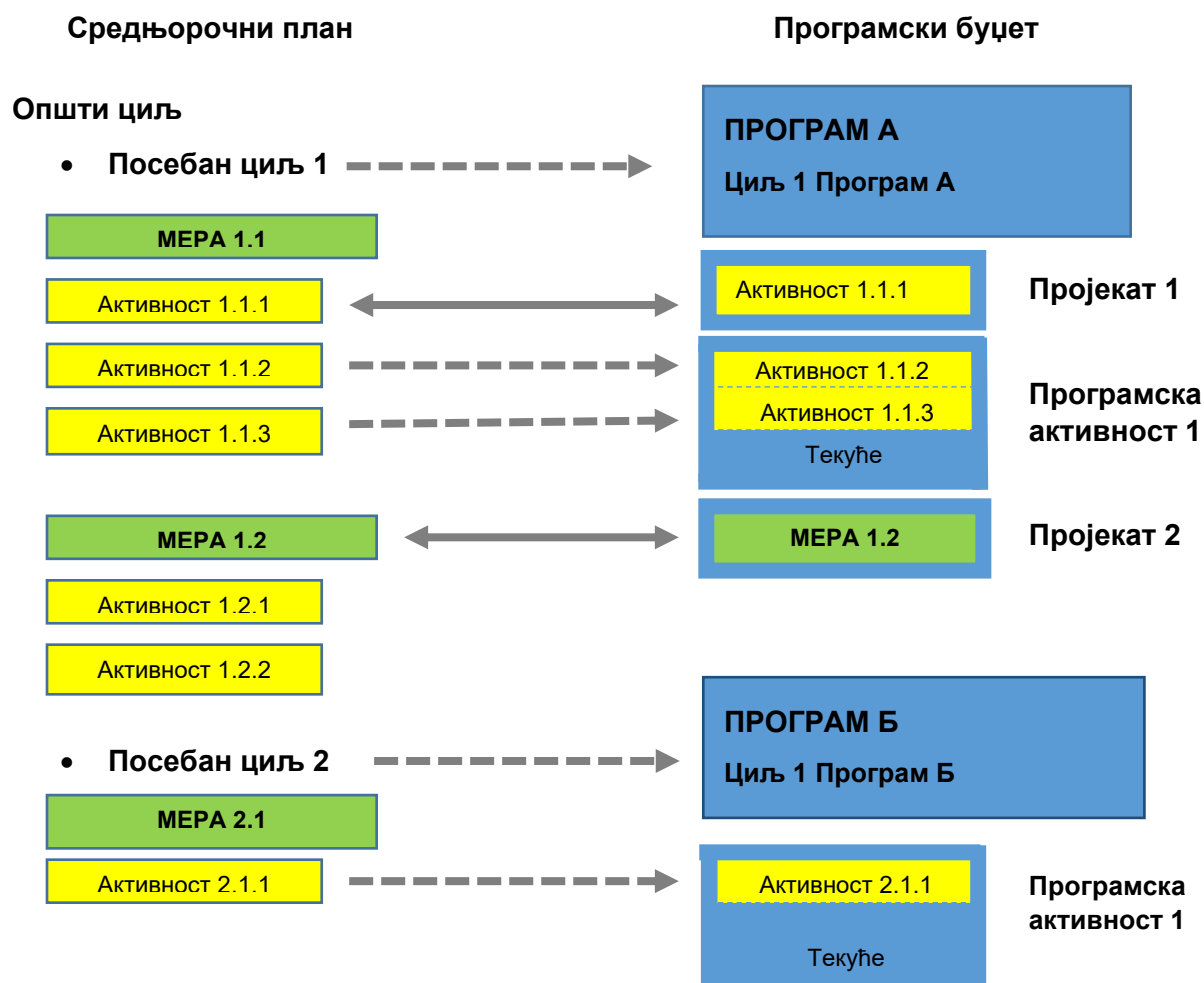 Средњорочни план
Програмски буџет
Општи циљ
• Посебан циљ 1
ПРОГРАМ А
Циљ 1 Програм А
МЕРА 1.1
Активност 1.1.1
Активност 1.1.1
Пројекат 1
Активност 1.1.2
Активност 1.1.2
Активност 1.1.3
Активност 1.1.3
Текуће
Програмска
активност 1
МЕРА 1.2
МЕРА 1.2
Пројекат 2
Активност 1.2.1
Активност 1.2.2
• Посебан циљ 2
ПРОГРАМ Б
Циљ 1 Програм Б
МЕРА 2.1
Активност 2.1.1
Активност 2.1.1
Текуће
Програмска
активност 1